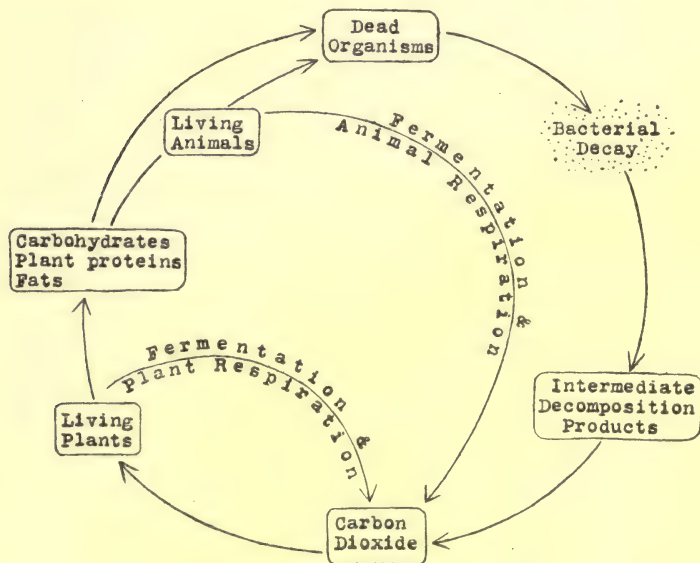 Dead
Organisms
Living
Animals
Fermentation &
Animal Respiration
Bacterial
Decay
Carbohydrates
Plant proteins
Fats
Fermentation &
Plant Respiration
Living
Plants
Intermediate
Decomposition
Products
Carbon
Dioxide